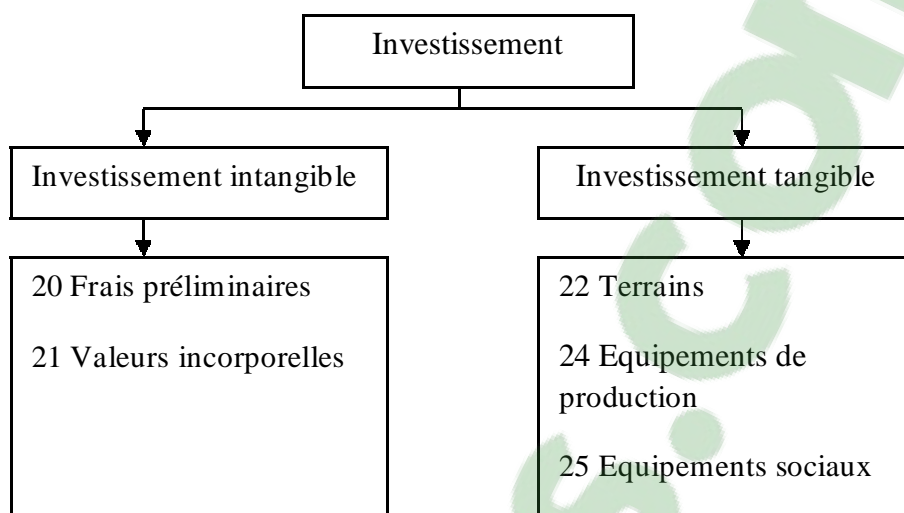 Investissement
Investissement intangible
Investissement tangible
20 Frais préliminaires
21 Valeurs incorporelles
22 Terrains
24 Equipements de
production
25 Equipements sociaux